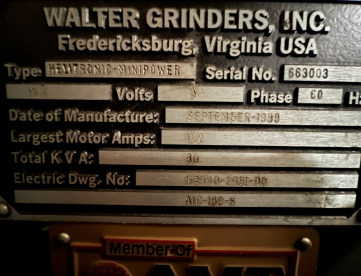 WALTER GRINDERS, INC.
Fredericksburg, Virginia USA
Type HELITRONIC-MINIPOWER Serial No. 663003
Volts 3 Phase 60 H
Date of Manufacture: SEPTEMBER-1999
Largest Motor Amps:
Total K V A: 30
Electric Dwg. No:
Member Of